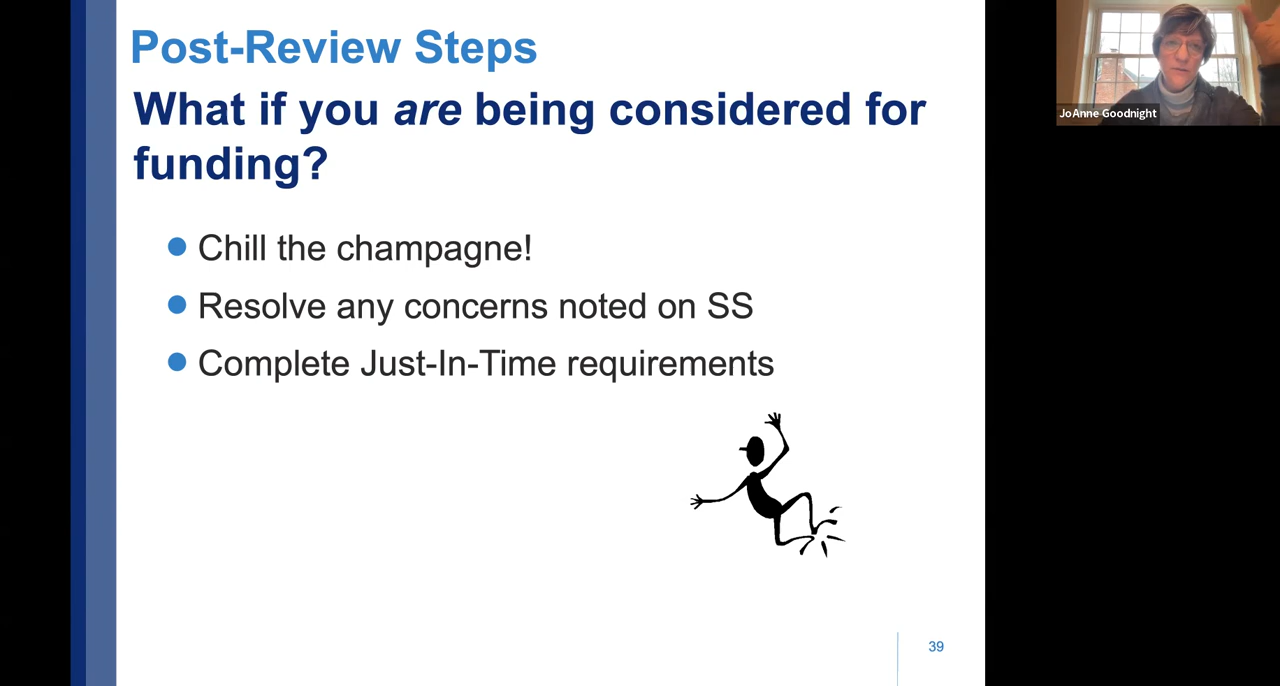 Post-Review Steps
What if you are being considered for
funding?
Chill the champagne!
Resolve any concerns noted on SS
Complete Just-In-Time requirements
39
JoAnne Goodnight